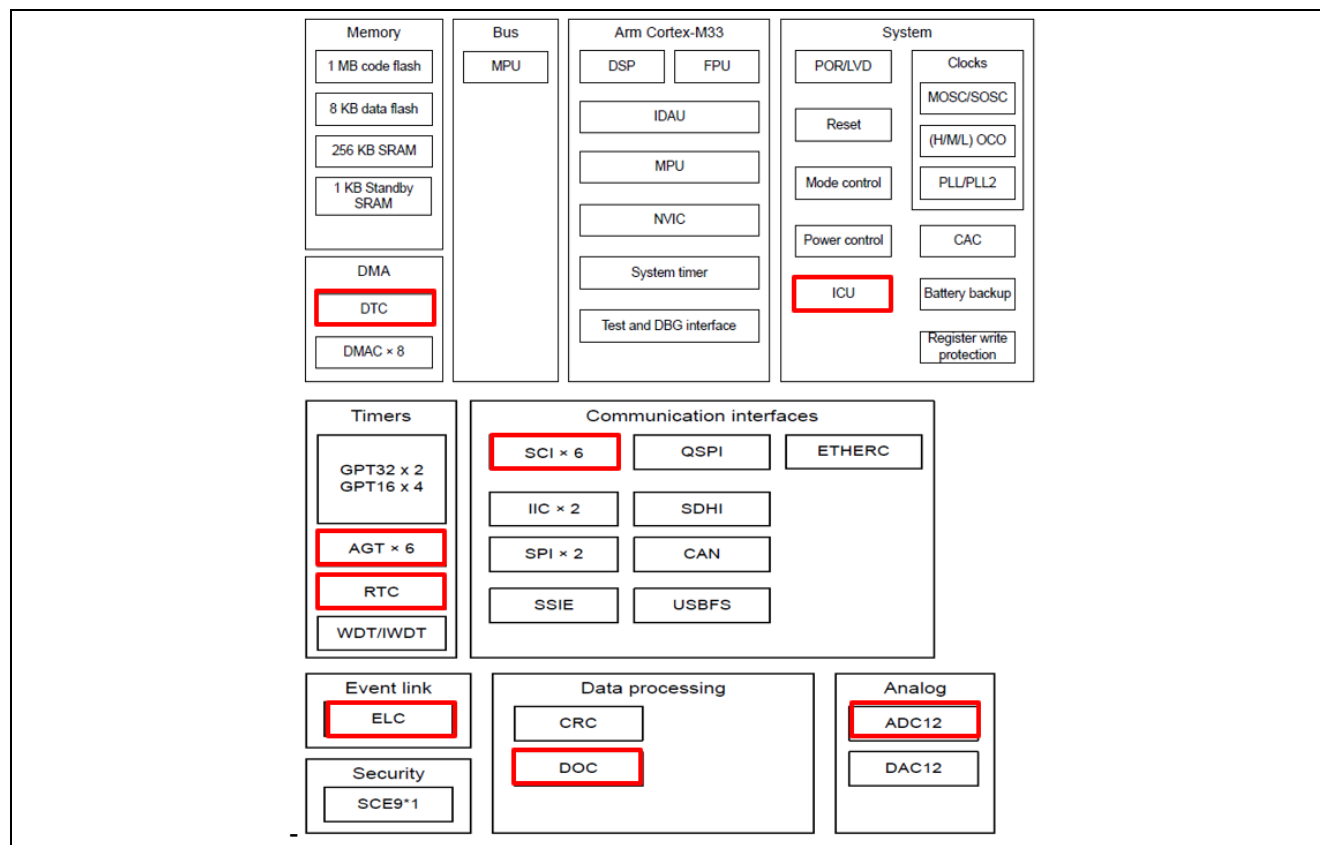 Memory
1 MB code flash
8 KB data flash
256 KB SRAM
1 KB Standby
SRAM
DMA
DTC
DMAC × 8
Bus
MPU
Arm Cortex-M33
DSP
FPU
IDAU
MPU
NVIC
System timer
Test and DBG interface
System
POR/LVD
Reset
Mode control
Power control
ICU
Clocks
MOSC/SOSC
(H/M/L) OCO
PLL/PLL2
CAC
Battery backup
Register write
protection
Timers
GPT32 x 2
GPT16 x 4
AGT × 6
RTC
WDT/IWDT
Communication interfaces
SCI × 6
QSPI
ETHERC
IIC × 2
SDHI
SPI × 2
CAN
SSIE
USBFS
Event link
ELC
Security
SCE9*1
Data processing
CRC
DOC
Analog
ADC12
DAC12
-